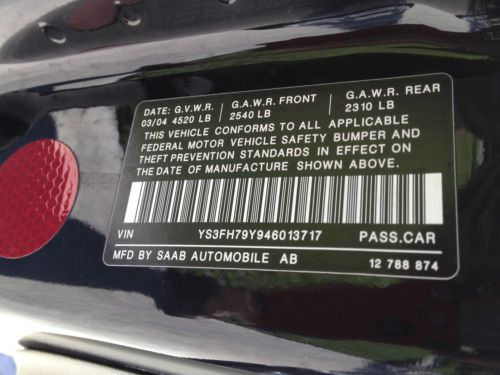 DATE: G.V.W.R. G.A.W.R. FRONT G.A.W.R. REAR
03/04 4520 LB 2540 LB 2310 LB
THIS VEHICLE CONFORMS TO ALL APPLICABLE
FEDERAL MOTOR VEHICLE SAFETY BUMPER AND
THEFT PREVENTION STANDARDS IN EFFECT ON
THE DATE OF MANUFACTURE SHOWN ABOVE.
VIN YS3FH79Y946013717 PASS.CAR
MFD BY SAAB AUTOMOBILE AB 12 788 874